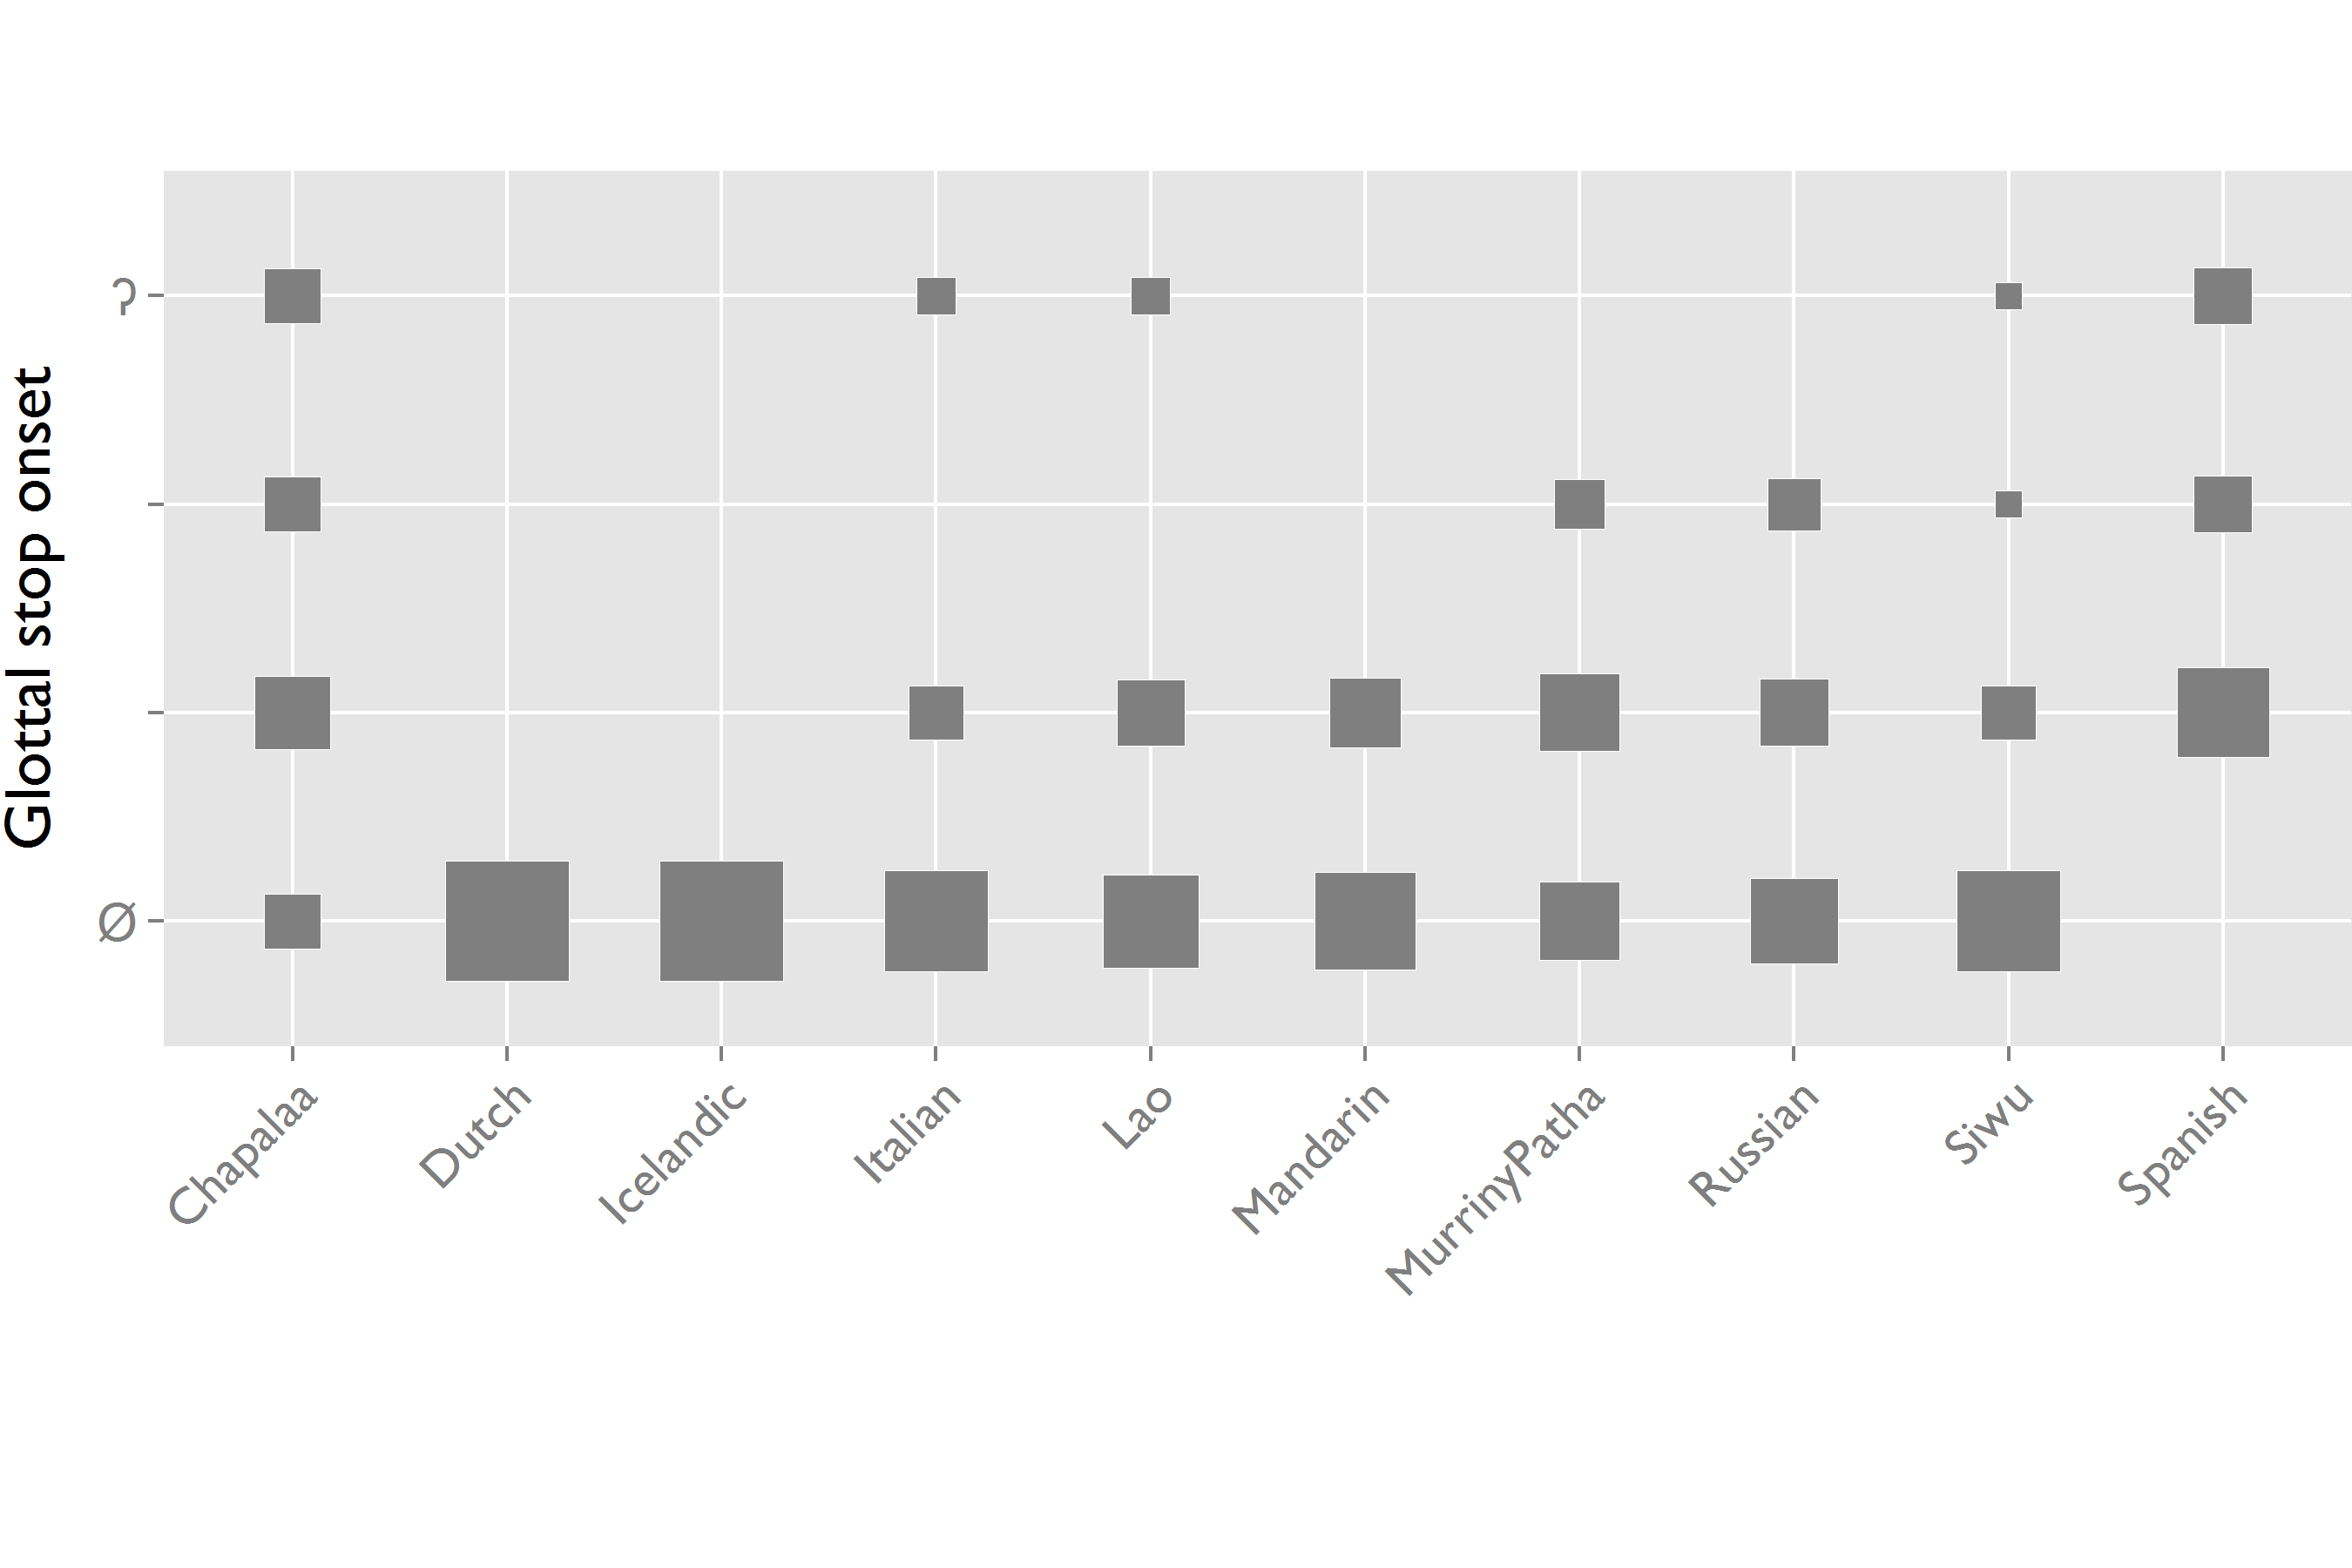 Glottal stop onset
ʔ
Ø
Chapalaa
Dutch
Icelandic
Italian
Lao
Mandarin
MurrinyPatha
Russian
Siwu
Spanish